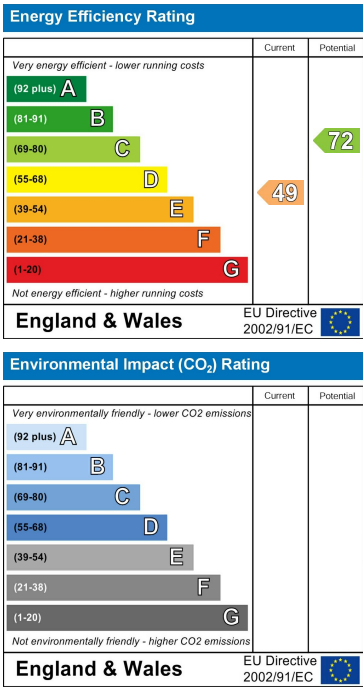 Energy Efficiency Rating
Current Potential
Very energy efficient - lower running costs
(92 plus) A
(81-91) B
(69-80) C
(55-68) D
(39-54) E
(21-38) F
(1-20) G
49
72
Not energy efficient - higher running costs
England & Wales
EU Directive
2002/91/EC
Environmental Impact (CO₂) Rating
Current Potential
Very environmentally friendly - lower CO2 emissions
(92 plus) A
(81-91) B
(69-80) C
(55-68) D
(39-54) E
(21-38) F
(1-20) G
Not environmentally friendly - higher CO2 emissions
England & Wales
EU Directive
2002/91/EC